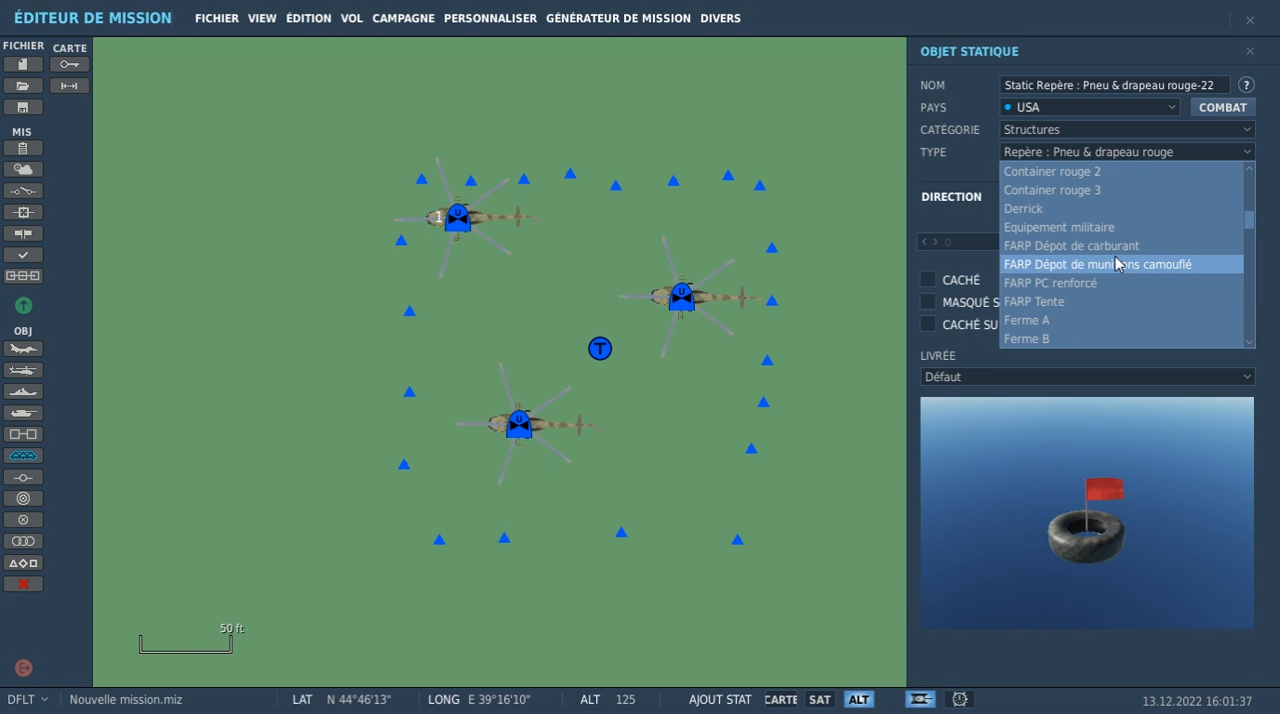 ÉDITEUR DE MISSION
FICHIER VIEW ÉDITION VOL CAMPAGNE PERSONNALISER GÉNÉRATEUR DE MISSION DIVERS
FICHIER CARTE
MIS
OBJ
1
U
U
T
U
50 ft
OBJET STATIQUE
NOM Static Repère : Pneu & drapeau rouge-22 ?
PAYS USA COMBAT
CATÉGORIE Structures
TYPE Repère : Pneu & drapeau rouge
Container rouge 2
Container rouge 3
Derrick
Equipement militaire
FARP Dépot de carburant
FARP Dépot de munitions camouflé
FARP PC renforcé
FARP Tente
Ferme A
Ferme B
DIRECTION
0
CACHÉ
MASQUÉ S
CACHÉ SU
LIVRÉE
Défaut
DFLT Nouvelle mission.miz LAT N 44°46'13" LONG E 39°16'10" ALT 125 AJOUT STAT CARTE SAT ALT 13.12.2022 16:01:37